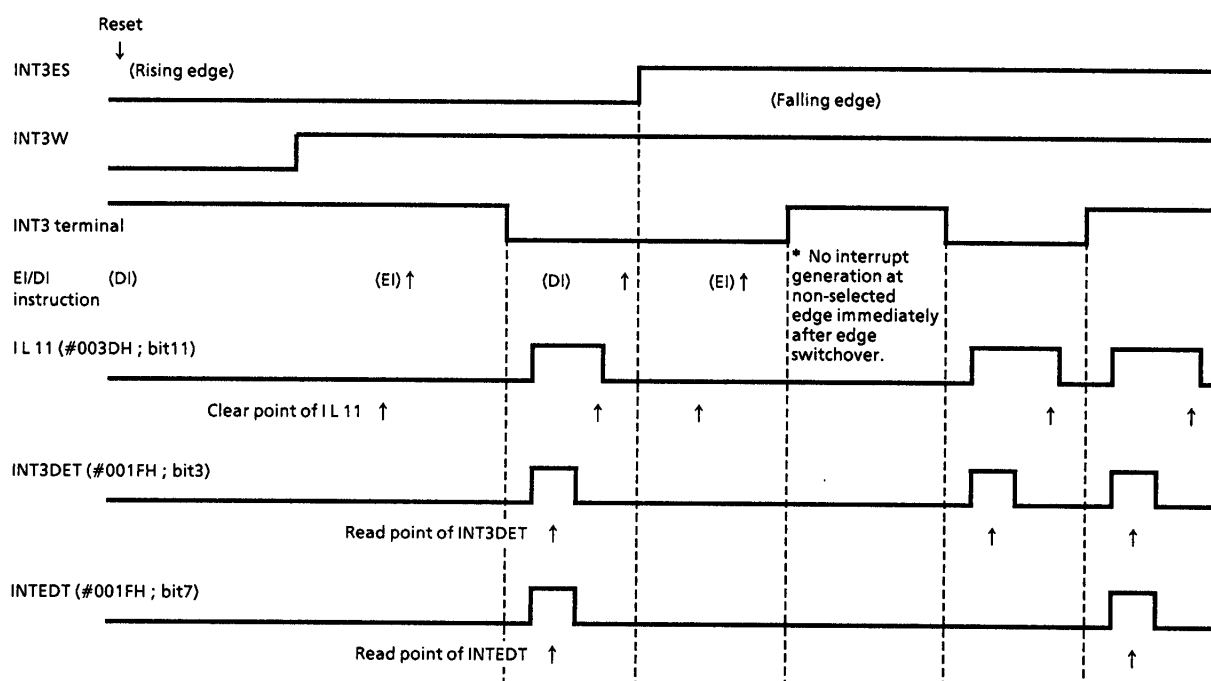 Reset
↓
INT3ES (Rising edge)
(Falling edge)
INT3W
INT3 terminal
EI/DI (DI) (EI) ↑ (DI) ↑ (EI) ↑
instruction
* No interrupt
generation at
non-selected
edge immediately
after edge
switchover.
IL11 (#003DH ; bit11)
Clear point of IL11 ↑ ↑ ↑ ↑ ↑
INT3DET (#001FH ; bit3)
Read point of INT3DET ↑ ↑ ↑
INTEDT (#001FH ; bit7)
Read point of INTEDT ↑ ↑